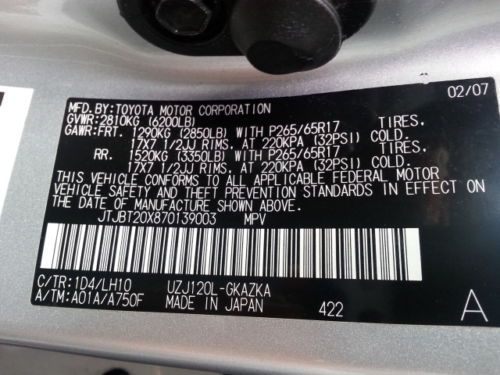 02/07
MFD. BY: TOYOTA MOTOR CORPORATION
GVWR: 2810KG (6200LB)
GAWR: FRT. 1290KG (2850LB) WITH P265/65R17 TIRES,
17X7 1/2JJ RIMS, AT 220KPA (32PSI) COLD.
RR. 1520KG (3350LB) WITH P265/65R17 TIRES,
17X7 1/2JJ RIMS, AT 220KPA (32PSI) COLD.
THIS VEHICLE CONFORMS TO ALL APPLICABLE FEDERAL MOTOR
VEHICLE SAFETY AND THEFT PREVENTION STANDARDS IN EFFECT ON
THE DATE OF MANUFACTURE SHOWN ABOVE.
JTJBT20X870139003 MPV
C/TR: 1D4/LH10 UZJ120L-GKAZKA
A/TM: A01A/A750F MADE IN JAPAN 422 A